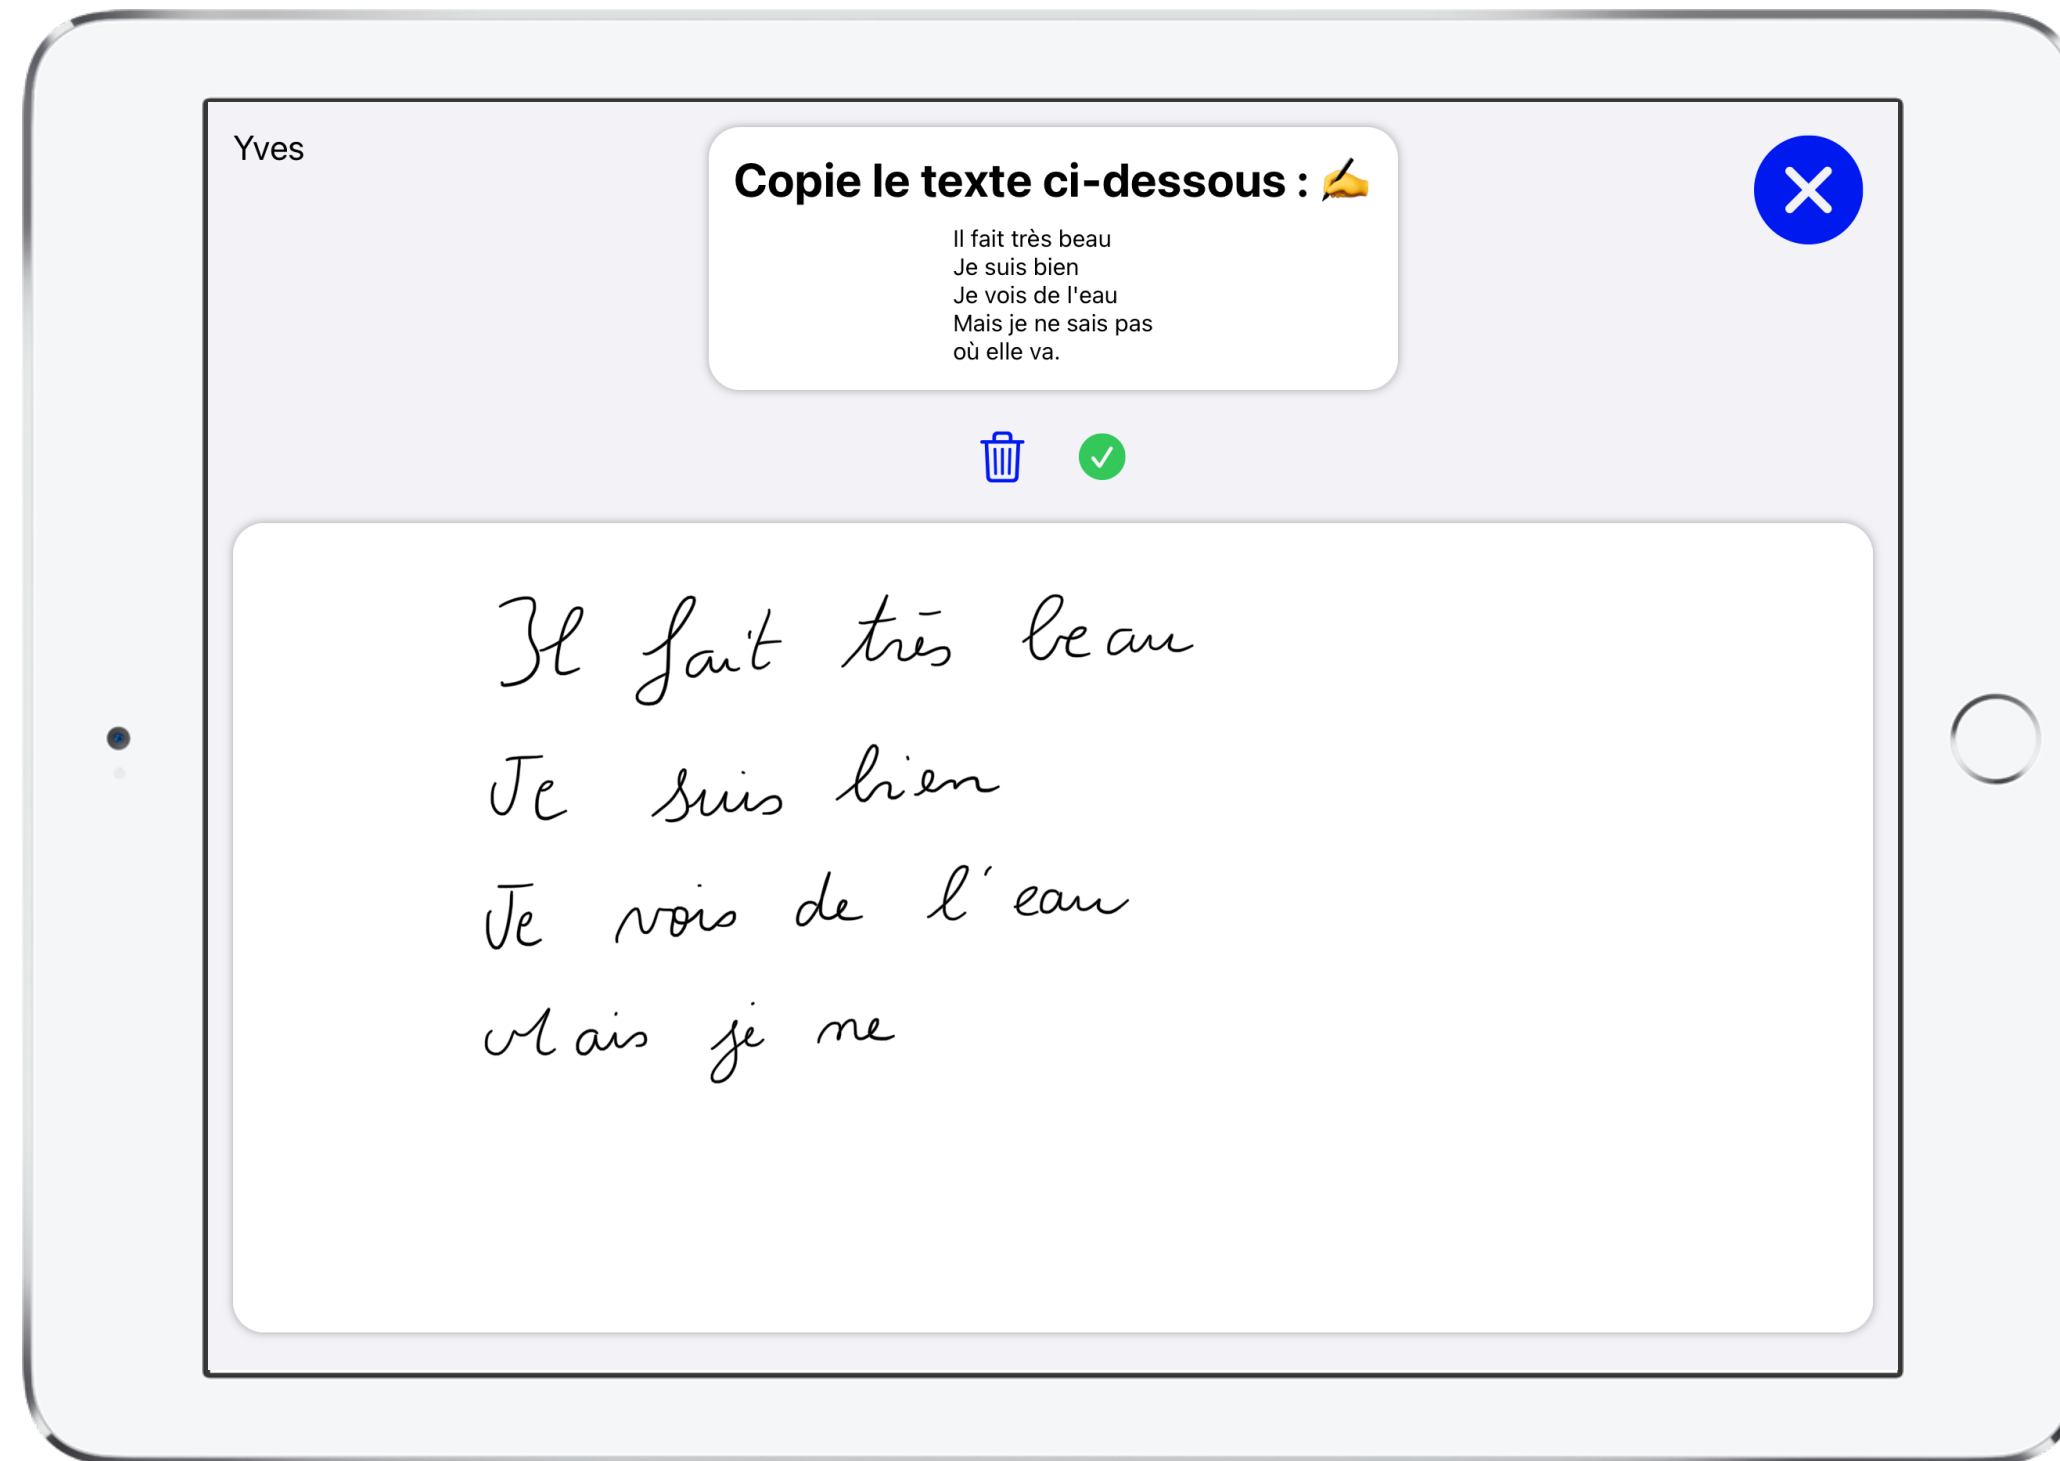 Yves
Copie le texte ci-dessous : ✍️
Il fait très beau
Je suis bien
Je vois de l'eau
Mais je ne sais pas
où elle va.
Il fait très beau
Je suis bien
Je vois de l'eau
Mais je ne